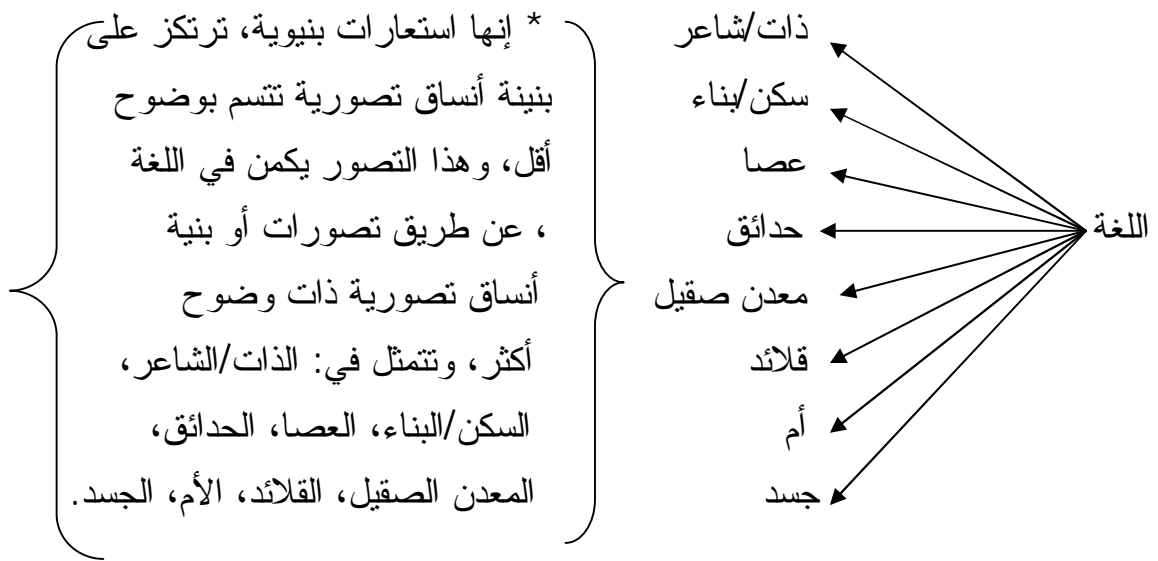 اللغة
ذات/شاعر
سكن/بناء
عصا
حدائق
معدن صقيل
قلائد
أم
جسد
* إنها استعارات بنيوية، ترتكز على
بنينة أنساق تصورية تتسم بوضوح
أقل، وهذا التصور يكمن في اللغة
، عن طريق تصورات أو بنية
أنساق تصورية ذات وضوح
أكثر، وتتمثل في: الذات/الشاعر،
السكن/البناء، العصا، الحدائق،
المعدن الصقيل، القلائد، الأم، الجسد.